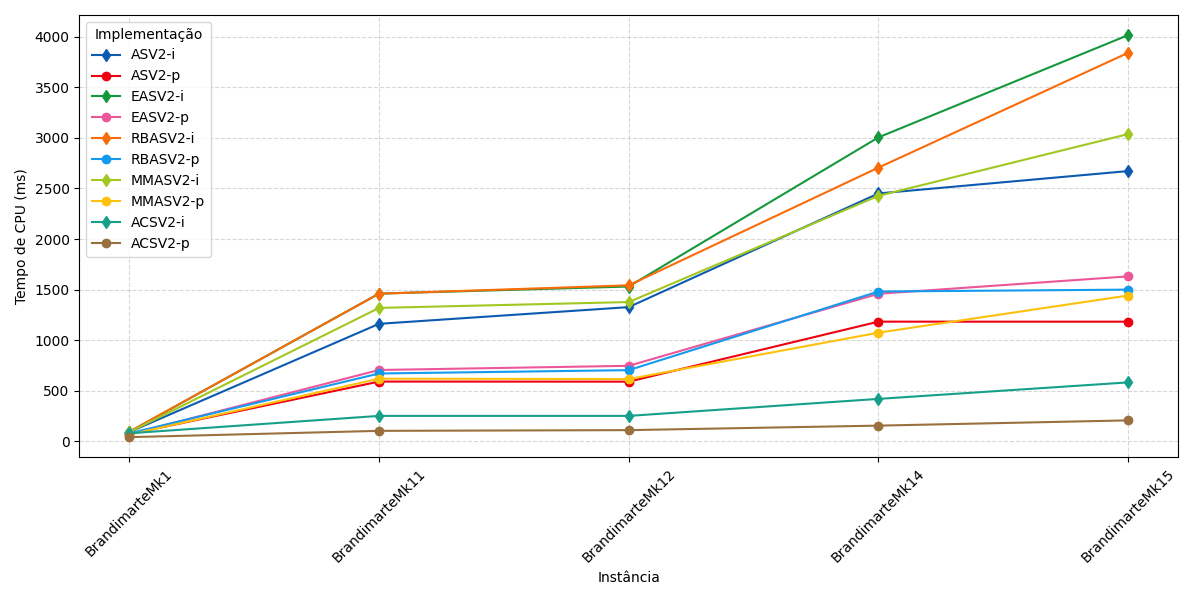 Implementação
ASV2-i
ASV2-p
EASV2-i
EASV2-p
RBASV2-i
RBASV2-p
MMASV2-i
MMASV2-p
ACSV2-i
ACSV2-p
Tempo de CPU (ms)
4000
3500
3000
2500
2000
1500
1000
500
0
BrandimarteMk1
BrandimarteMk11
BrandimarteMk12
BrandimarteMk14
BrandimarteMk15
Instância